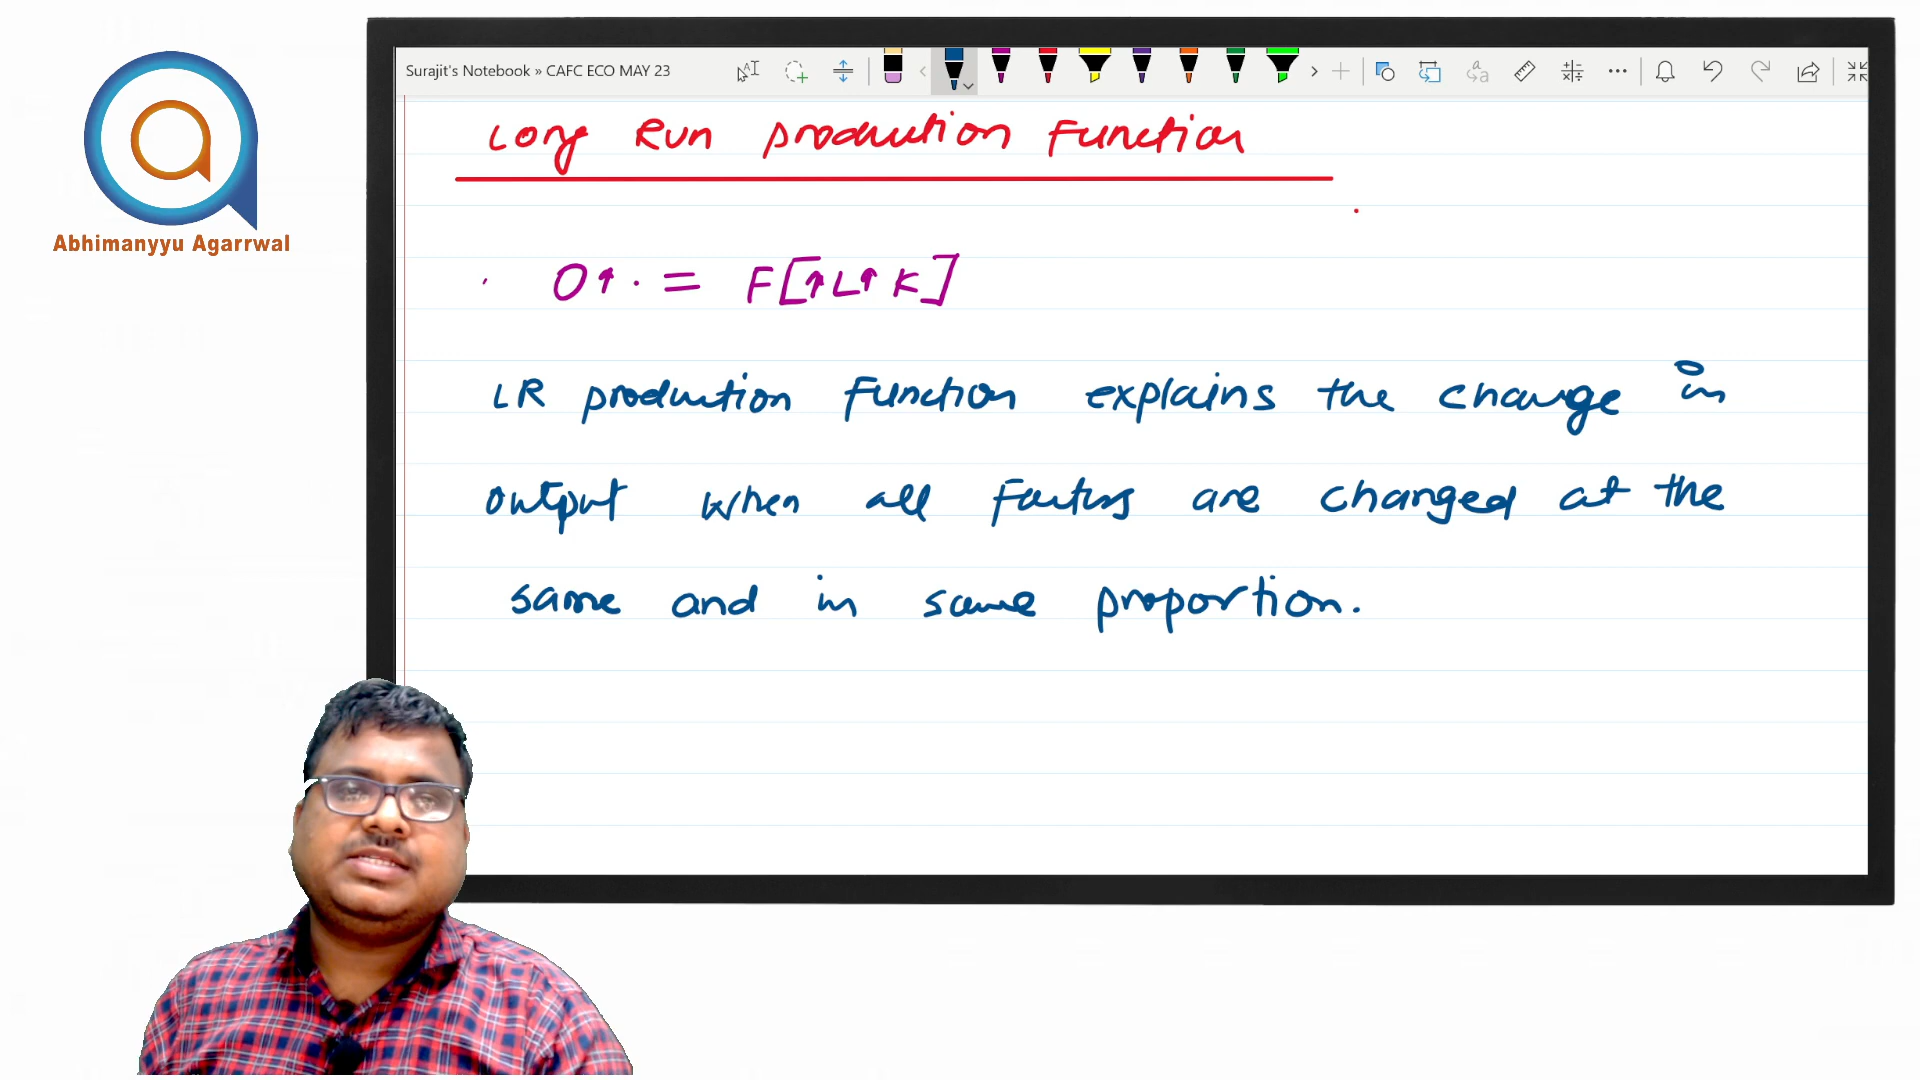 Surajit's Notebook » CAFC ECO MAY 23
Abhimanyyu Agarrwal
Long Run production Function
O↑ . = F[↑L↑K]
LR production Function explains the change in
output when all Factors are changed at the
same and in same proportion.